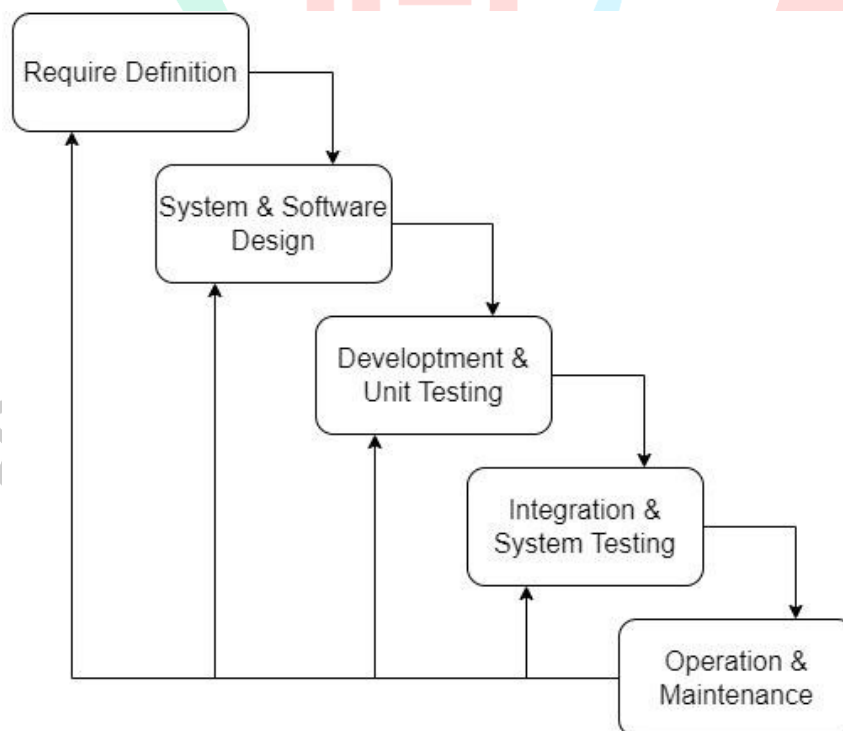 Require Definition
System & Software
Design
Developtment &
Unit Testing
Integration &
System Testing
Operation &
Maintenance